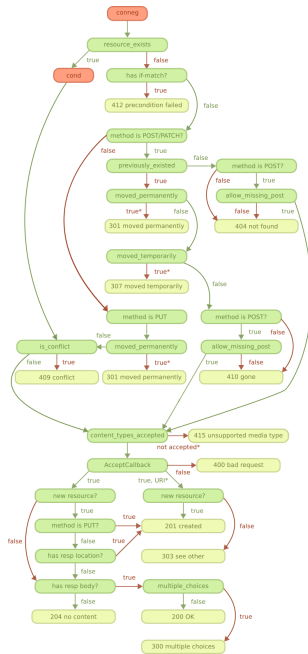 conneg
resource_exists
true
false
cond
has if-match?
true
false
412 precondition failed
method is POST/PATCH?
false
true
false
previously_existed
method is POST?
true
false
true
moved_permanently
allow_missing_post
true*
false
false
true
301 moved permanently
404 not found
moved_temporarily
true*
false
307 moved temporarily
method is PUT
method is POST?
false
true
true
false
is_conflict
moved_permanently
allow_missing_post
false
true
true*
true
false
409 conflict
301 moved permanently
410 gone
content_types_accepted
415 unsupported media type
not accepted*
AcceptCallback
400 bad request
false
true
true, URI*
new resource?
new resource?
true
true
method is PUT?
true
201 created
false
false
true
false
has resp location?
303 see other
false
has resp body?
true
multiple_choices
false
false
true
204 no content
200 OK
300 multiple choices